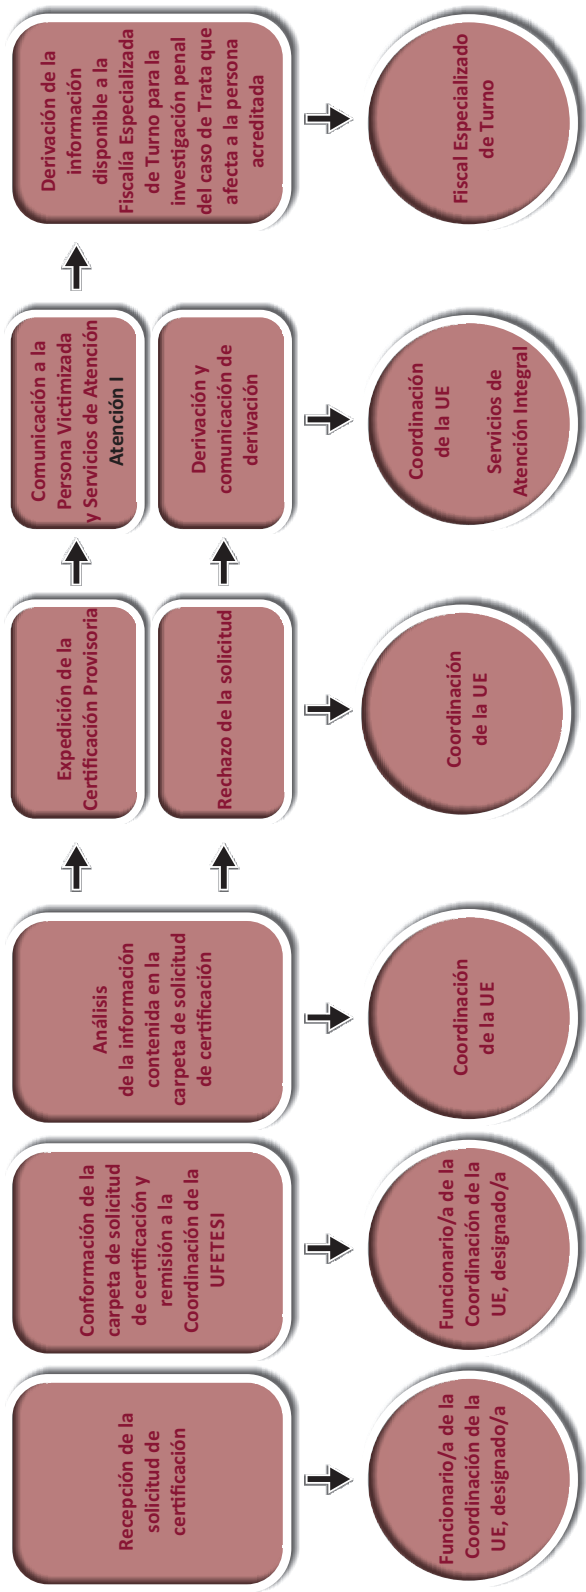 Recepción de la
solicitud de
certificación
Conformación de la
carpeta de solicitud
de certificación y
remisión a la
Coordinación de la
UFETESI
Análisis
de la información
contenida en la
carpeta de solicitud
de certificación
Expedición de la
Certificación Provisoria
Comunicación a la
Persona Victimizada
y Servicios de Atención
Atención I
Derivación de la
información
disponible a la
Fiscalía Especializada
de Turno para la
investigación penal
del caso de Trata que
afecta a la persona
acreditada
Rechazo de la solicitud
Derivación y
comunicación de
derivación
Funcionario/a de la
Coordinación de la
UE, designado/a
Funcionario/a de la
Coordinación de la
UE, designado/a
Coordinación
de la UE
Coordinación
de la UE
Coordinación
de la UE
Servicios de
Atención Integral
Fiscal Especializado
de Turno